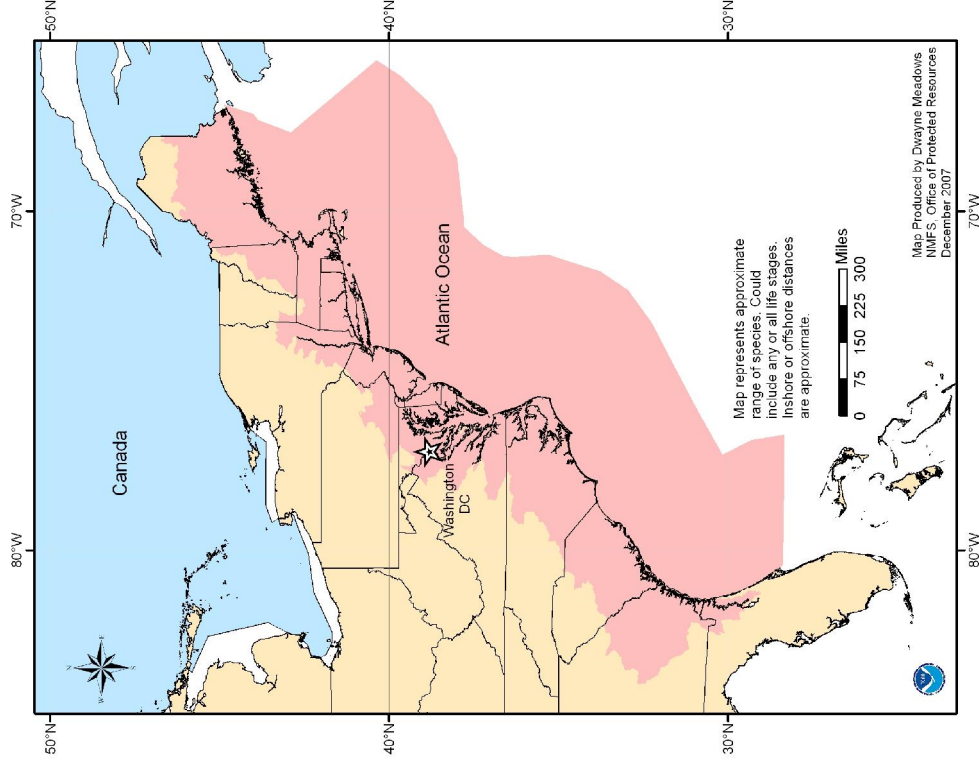 50°N
40°N
30°N
70°W
80°W
Canada
Atlantic Ocean
Washington
DC
Map represents approximate
range of species. Could
include any or all life stages.
Inshore or offshore distances
are approximate.
Miles
0 75 150 225 300
Map Produced by Dwayne Meadows
NMFS, Office of Protected Resources
December 2007
70°W
80°W
50°N
40°N
30°N